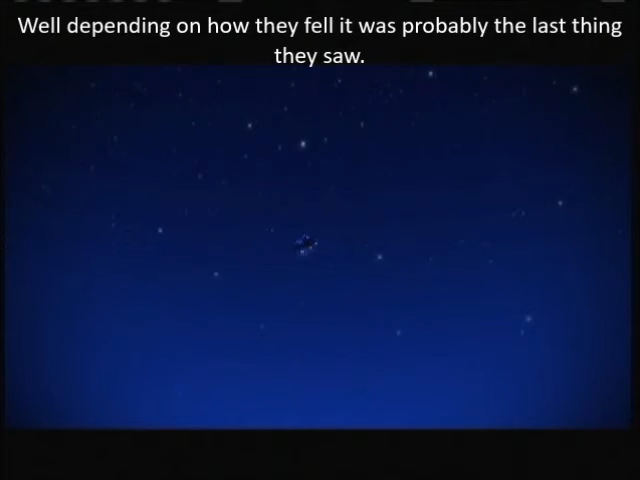 Well depending on how they fell it was probably the last thing
they saw.